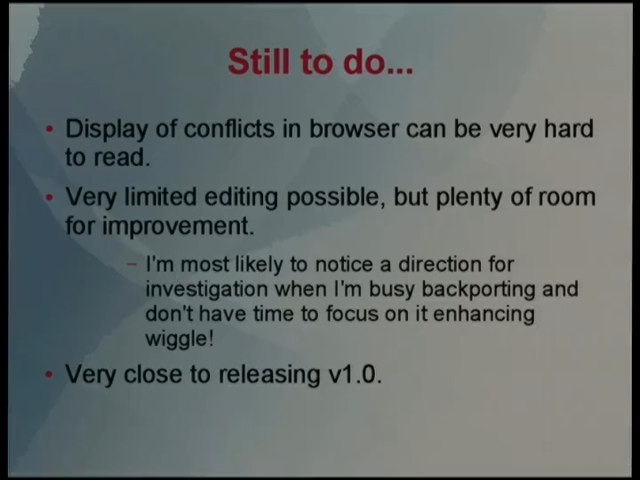 Still to do...
• Display of conflicts in browser can be very hard
to read.
• Very limited editing possible, but plenty of room
for improvement.
– I'm most likely to notice a direction for
investigation when I'm busy backporting and
don't have time to focus on it enhancing
wiggle!
• Very close to releasing v1.0.